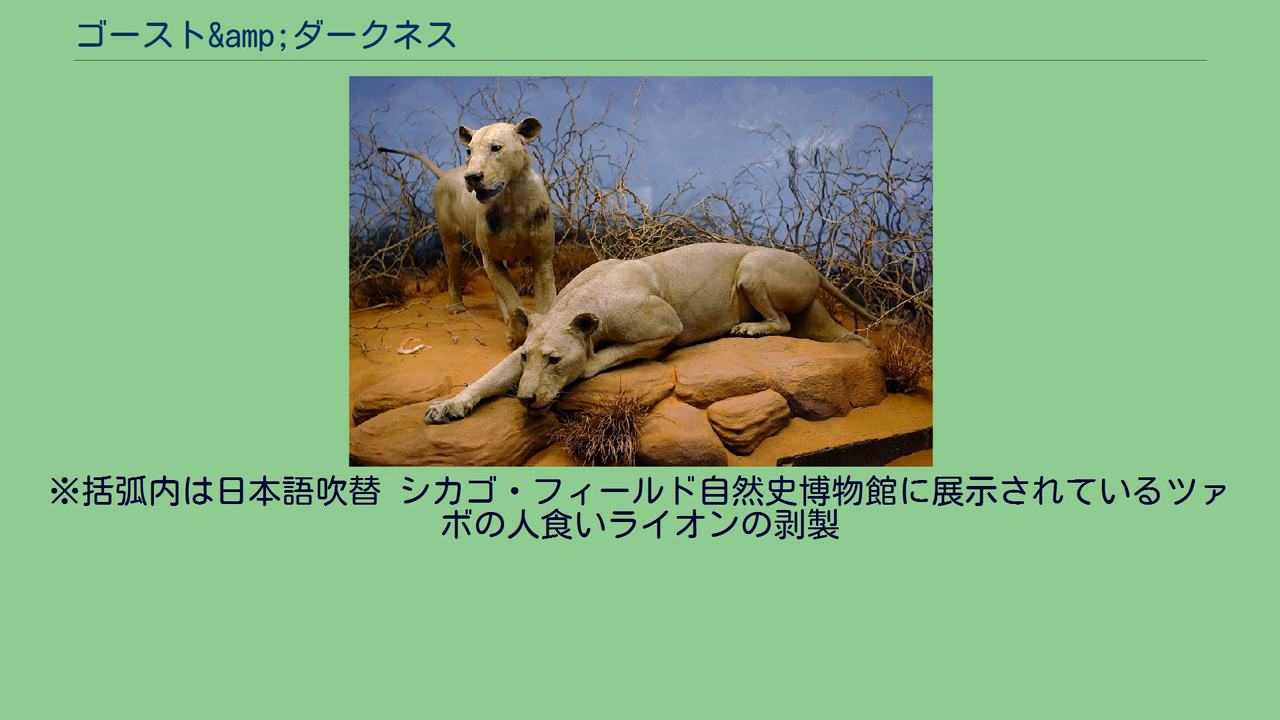 ゴースト&amp;ダークネス
※括弧内は日本語吹替 シカゴ・フィールド自然史博物館に展示されているツァ
ボの人食いライオンの剥製